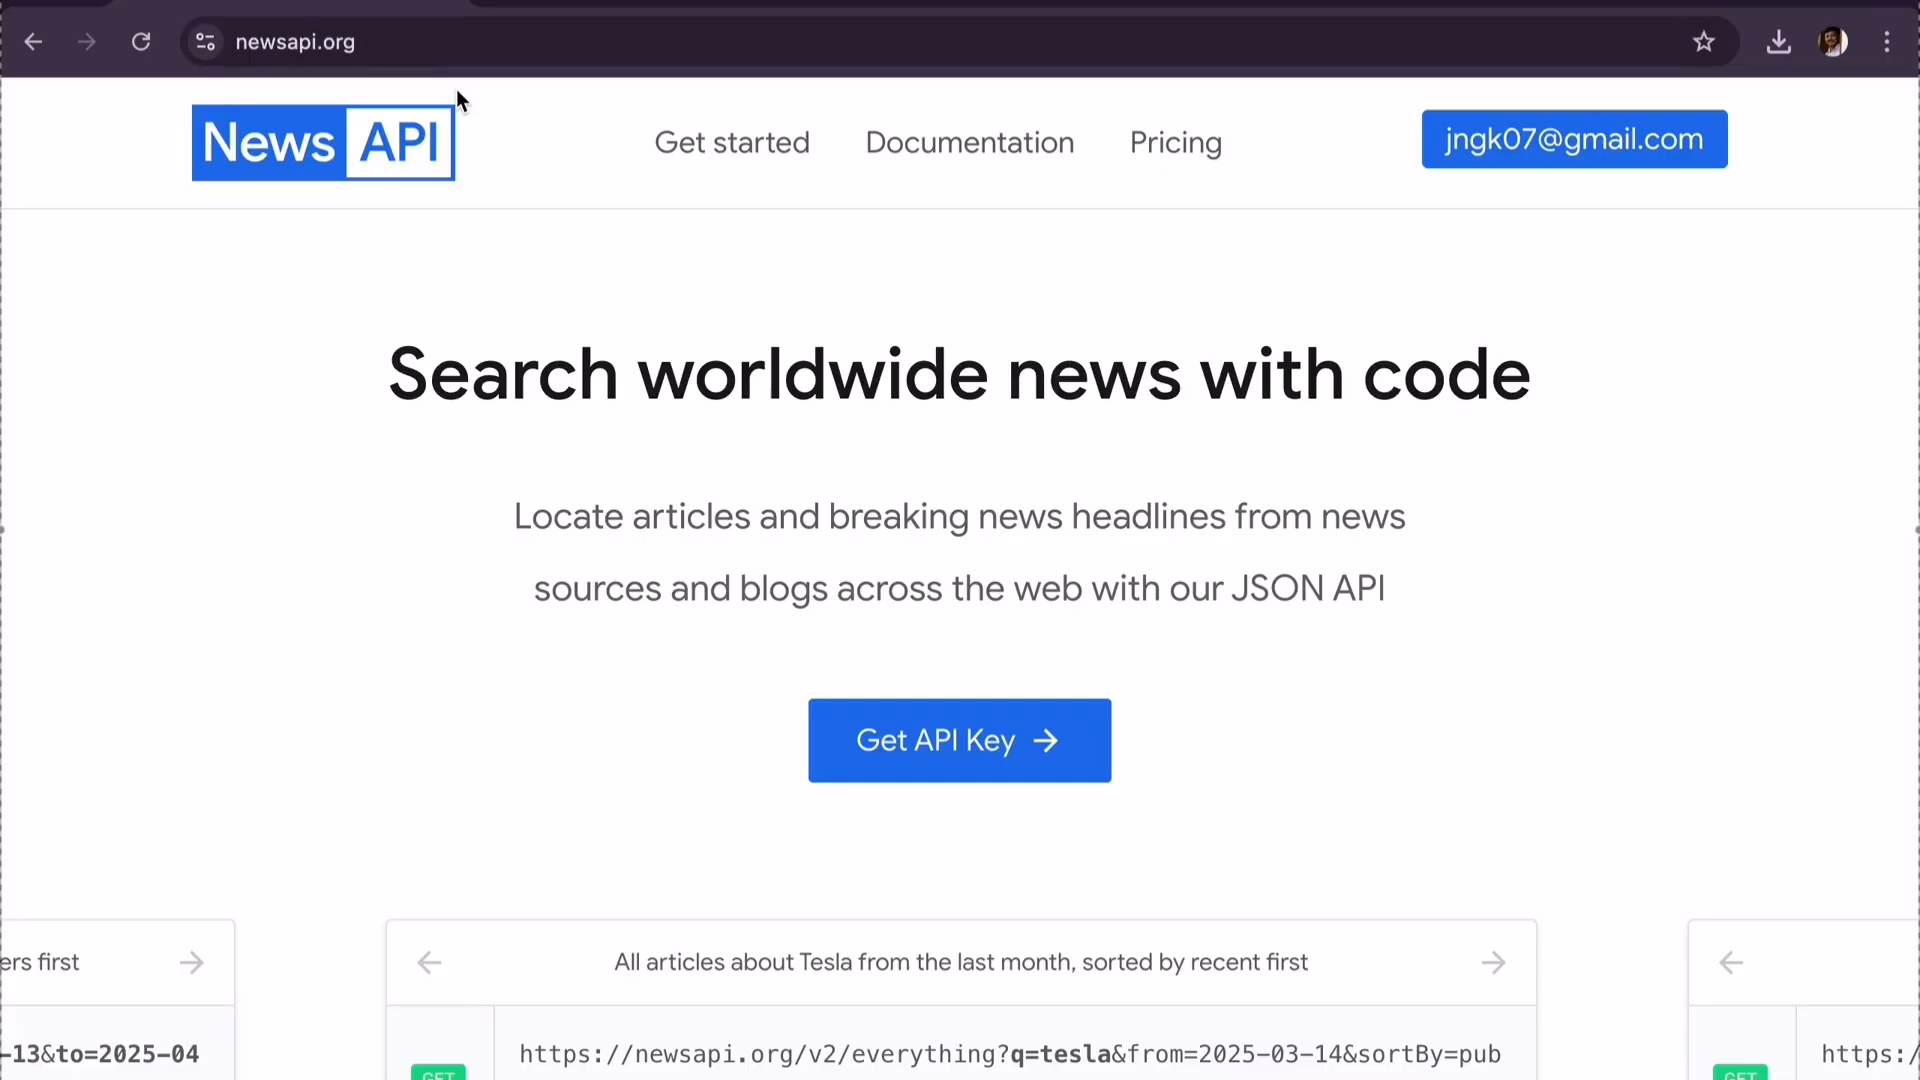 newsapi.org
News API
Get started
Documentation
Pricing
jngk07@gmail.com
Search worldwide news with code
Locate articles and breaking news headlines from news
sources and blogs across the web with our JSON API
Get API Key →
ers first →
← All articles about Tesla from the last month, sorted by recent first →
←
-13&to=2025-04
GET https://newsapi.org/v2/everything?q=tesla&from=2025-03-14&sortBy=pub
GET https:/